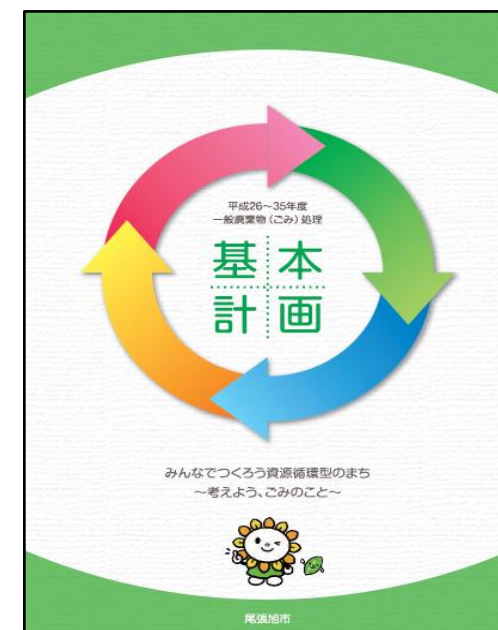 平成26～35年度
一般廃棄物（ごみ）処理
基本
計画
みんなでつくろう資源循環型のまち
～考えよう、ごみのこと～
尾張旭市